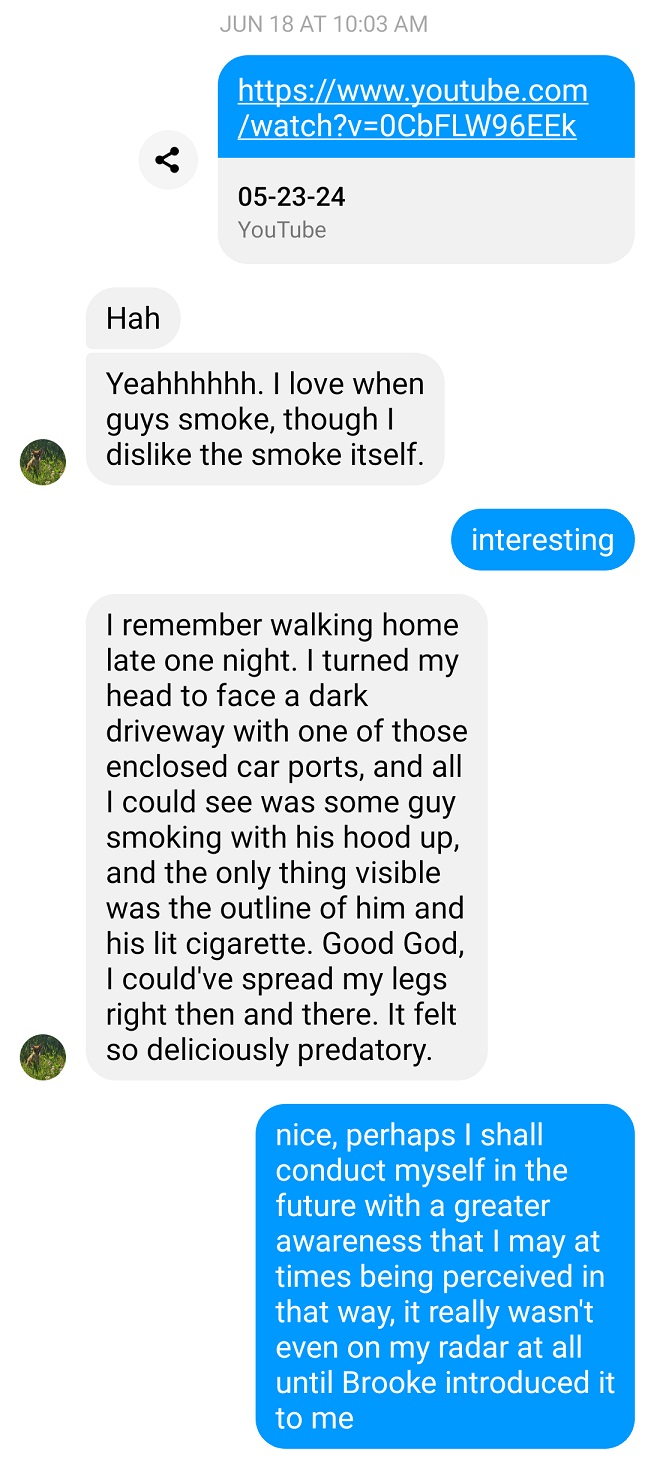 JUN 18 AT 10:03 AM
https://www.youtube.com
/watch?v=0CbFLW96EEk
05-23-24
YouTube
Hah
Yeahhhhhh. I love when
guys smoke, though I
dislike the smoke itself.
interesting
I remember walking home
late one night. I turned my
head to face a dark
driveway with one of those
enclosed car ports, and all
I could see was some guy
smoking with his hood up,
and the only thing visible
was the outline of him and
his lit cigarette. Good God,
I could've spread my legs
right then and there. It felt
so deliciously predatory.
nice, perhaps I shall
conduct myself in the
future with a greater
awareness that I may at
times being perceived in
that way, it really wasn't
even on my radar at all
until Brooke introduced it
to me